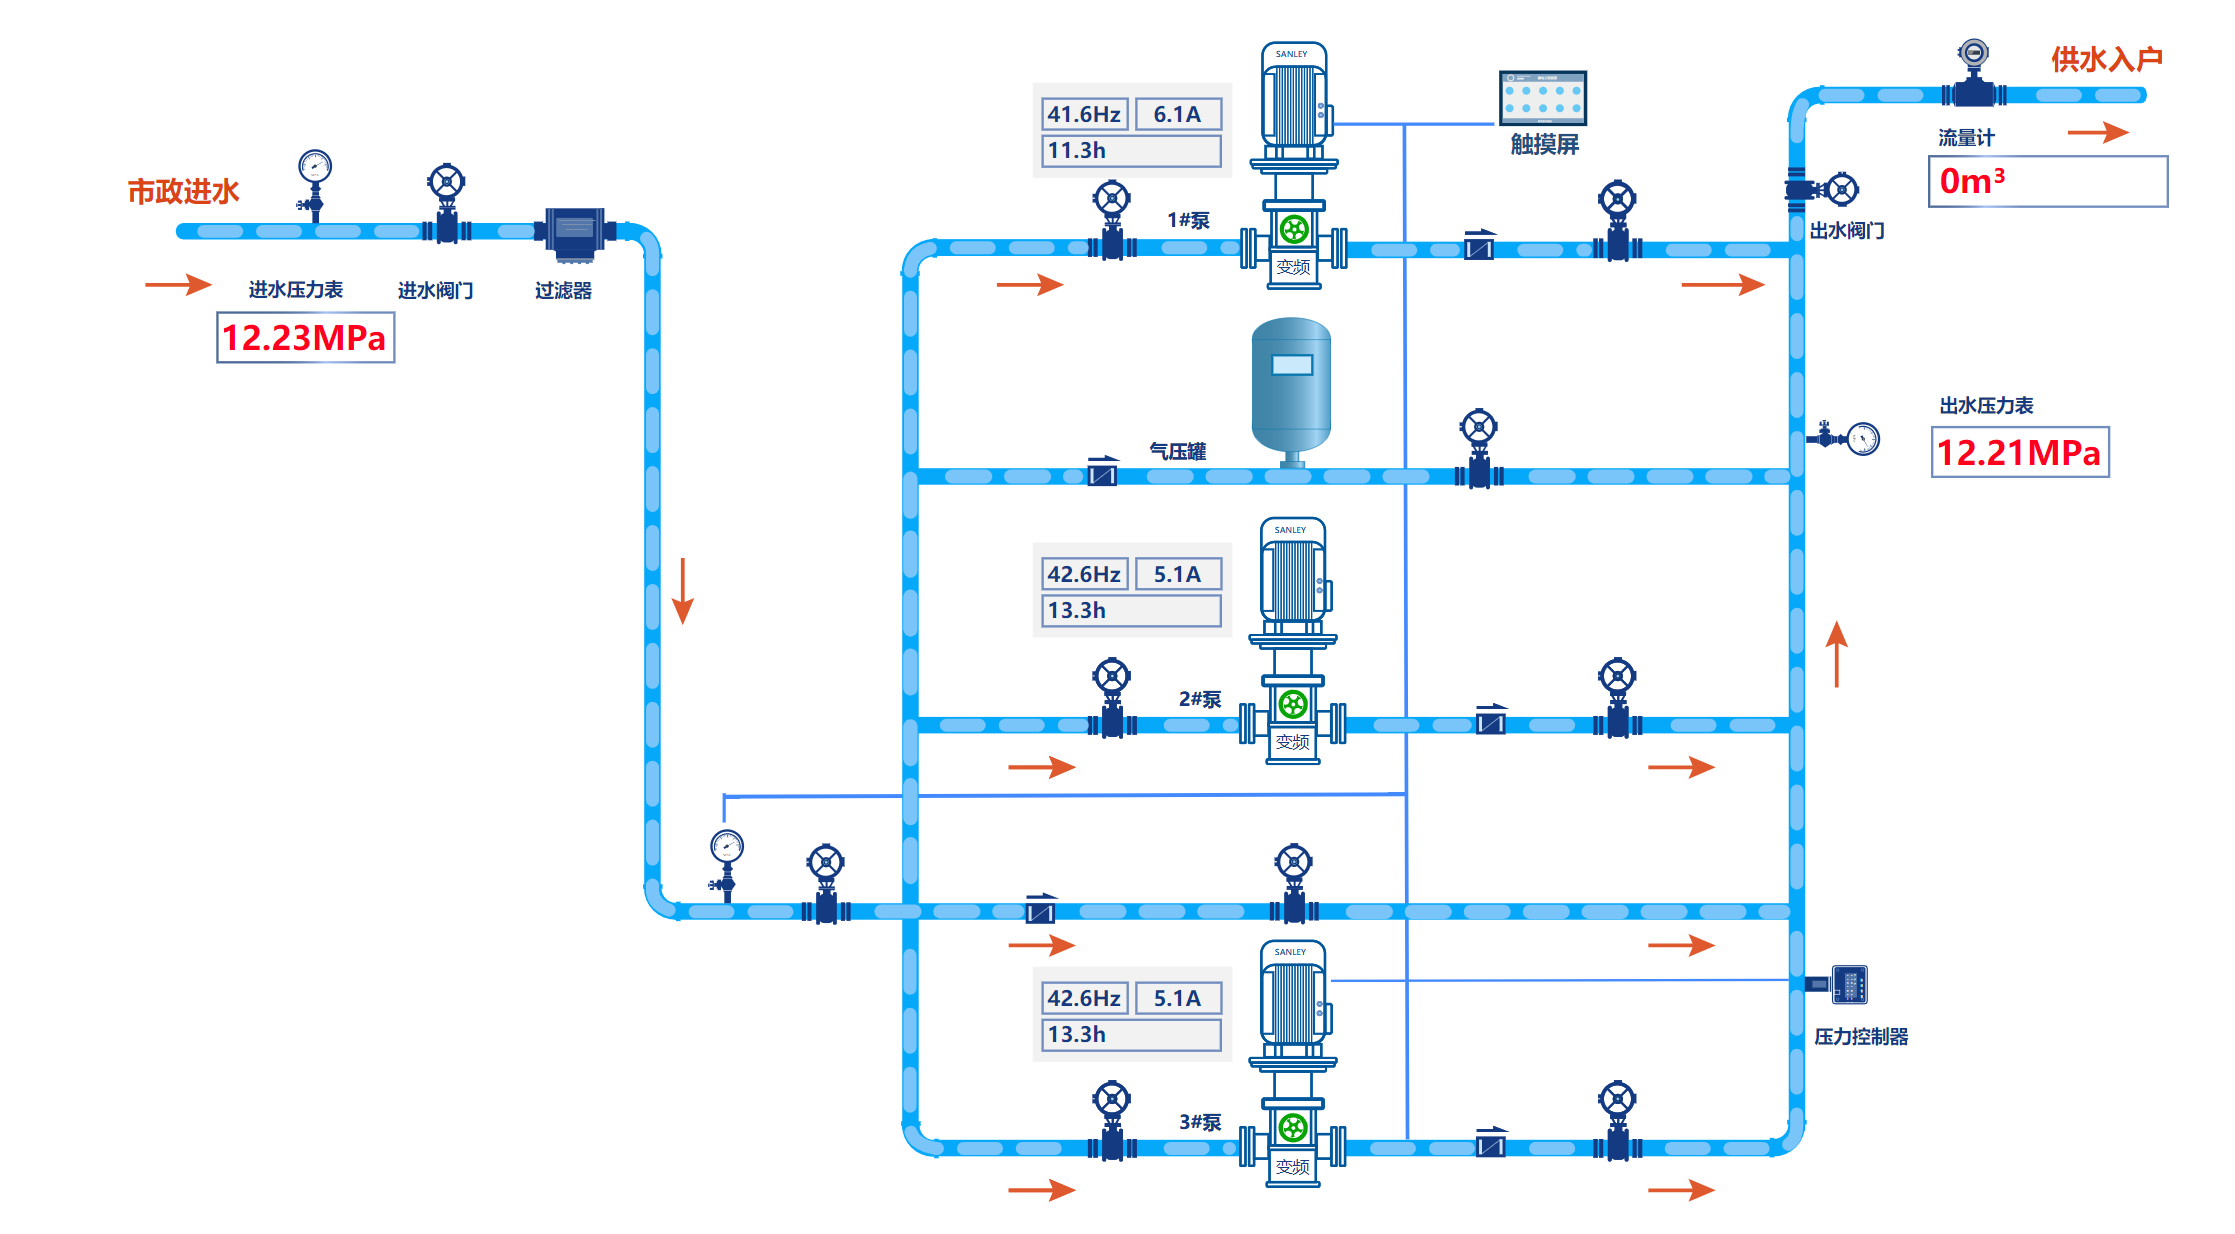 SANLEY
供水入户
41.6Hz 6.1A
11.3h
触摸屏
流量计
0m³
市政进水
1#泵
出水阀门
变频
进水压力表
进水阀门
过滤器
12.23MPa
出水压力表
12.21MPa
气压罐
SANLEY
42.6Hz 5.1A
13.3h
2#泵
变频
SANLEY
42.6Hz 5.1A
13.3h
压力控制器
3#泵
变频